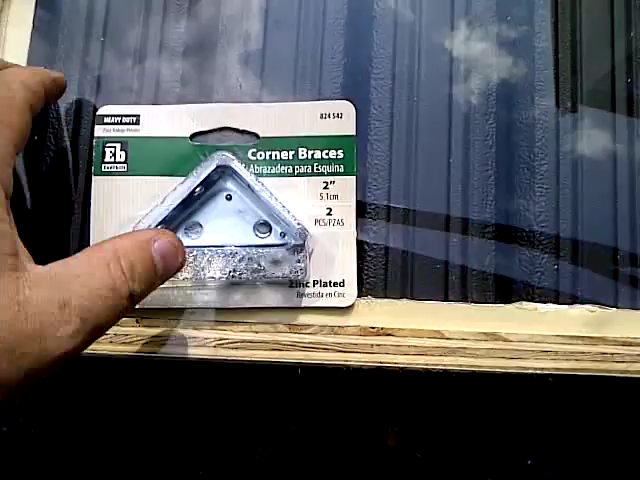 HEAVY DUTY
824 542
Eb
Corner Braces
Abrazadera para Esquina
2"
5.1cm
2
PCS/PZAS
Zinc Plated
Revestida en Cinc